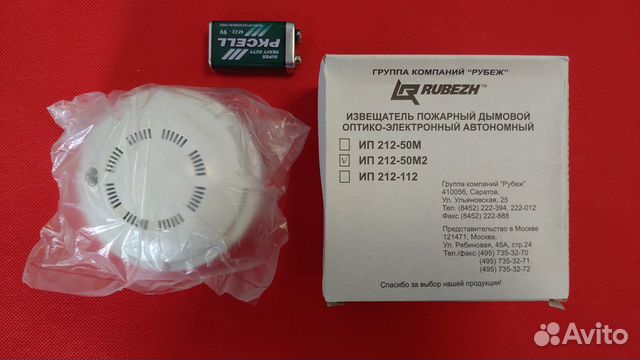 SUPER
HEAVY DUTY
PKCELL
6F22 • 9V
ГРУППА КОМПАНИЙ "РУБЕЖ"
RUBEZH™
ИЗВЕЩАТЕЛЬ ПОЖАРНЫЙ ДЫМОВОЙ
ОПТИКО-ЭЛЕКТРОННЫЙ АВТОНОМНЫЙ
ИП 212-50М
ИП 212-50М2
ИП 212-112
Группа компаний "Рубеж"
410056, Саратов,
Ул. Ульяновская, 25
Тел. (8452) 222-394, 222-012
Факс (8452) 222-888
Представительство в Москве
121471, Москва,
Ул. Рябиновая, 45А, стр.24
Тел./факс (495) 735-70-30
(495) 735-32-71
(495) 735-32-72
Спасибо за выбор нашей продукции!
Avito